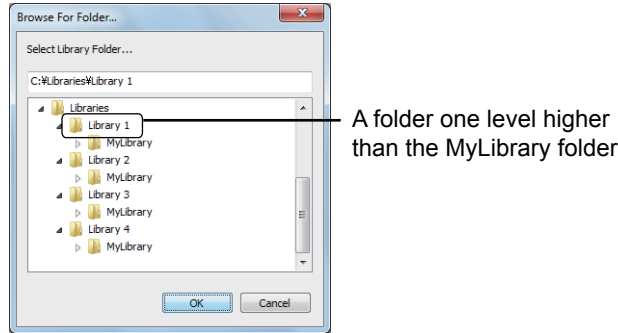 Browse For Folder...
Select Library Folder...
C:¥Libraries¥Library 1
Libraries
Library 1
MyLibrary
Library 2
MyLibrary
Library 3
MyLibrary
Library 4
MyLibrary
OK Cancel
A folder one level higher
than the MyLibrary folder